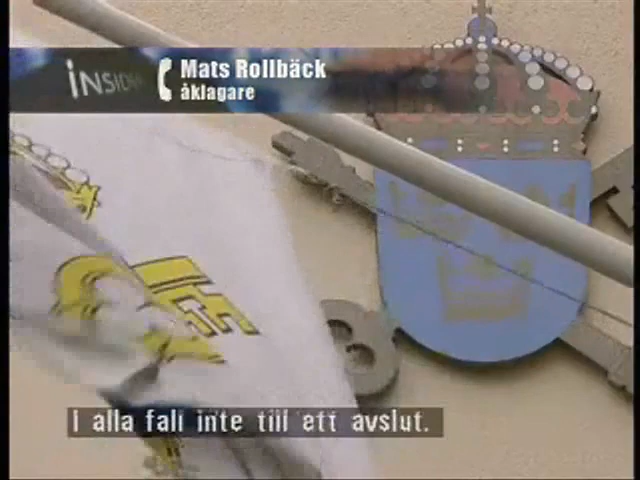 INSIDER
Mats Rollbäck
åklagare
I alla fall inte till ett avslut.